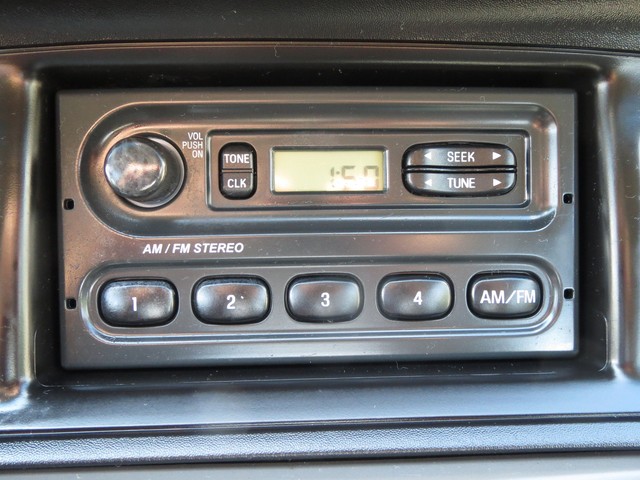 VOL
PUSH
ON
TONE
CLK
1:50
SEEK
TUNE
AM / FM STEREO
1 2 3 4 AM/FM